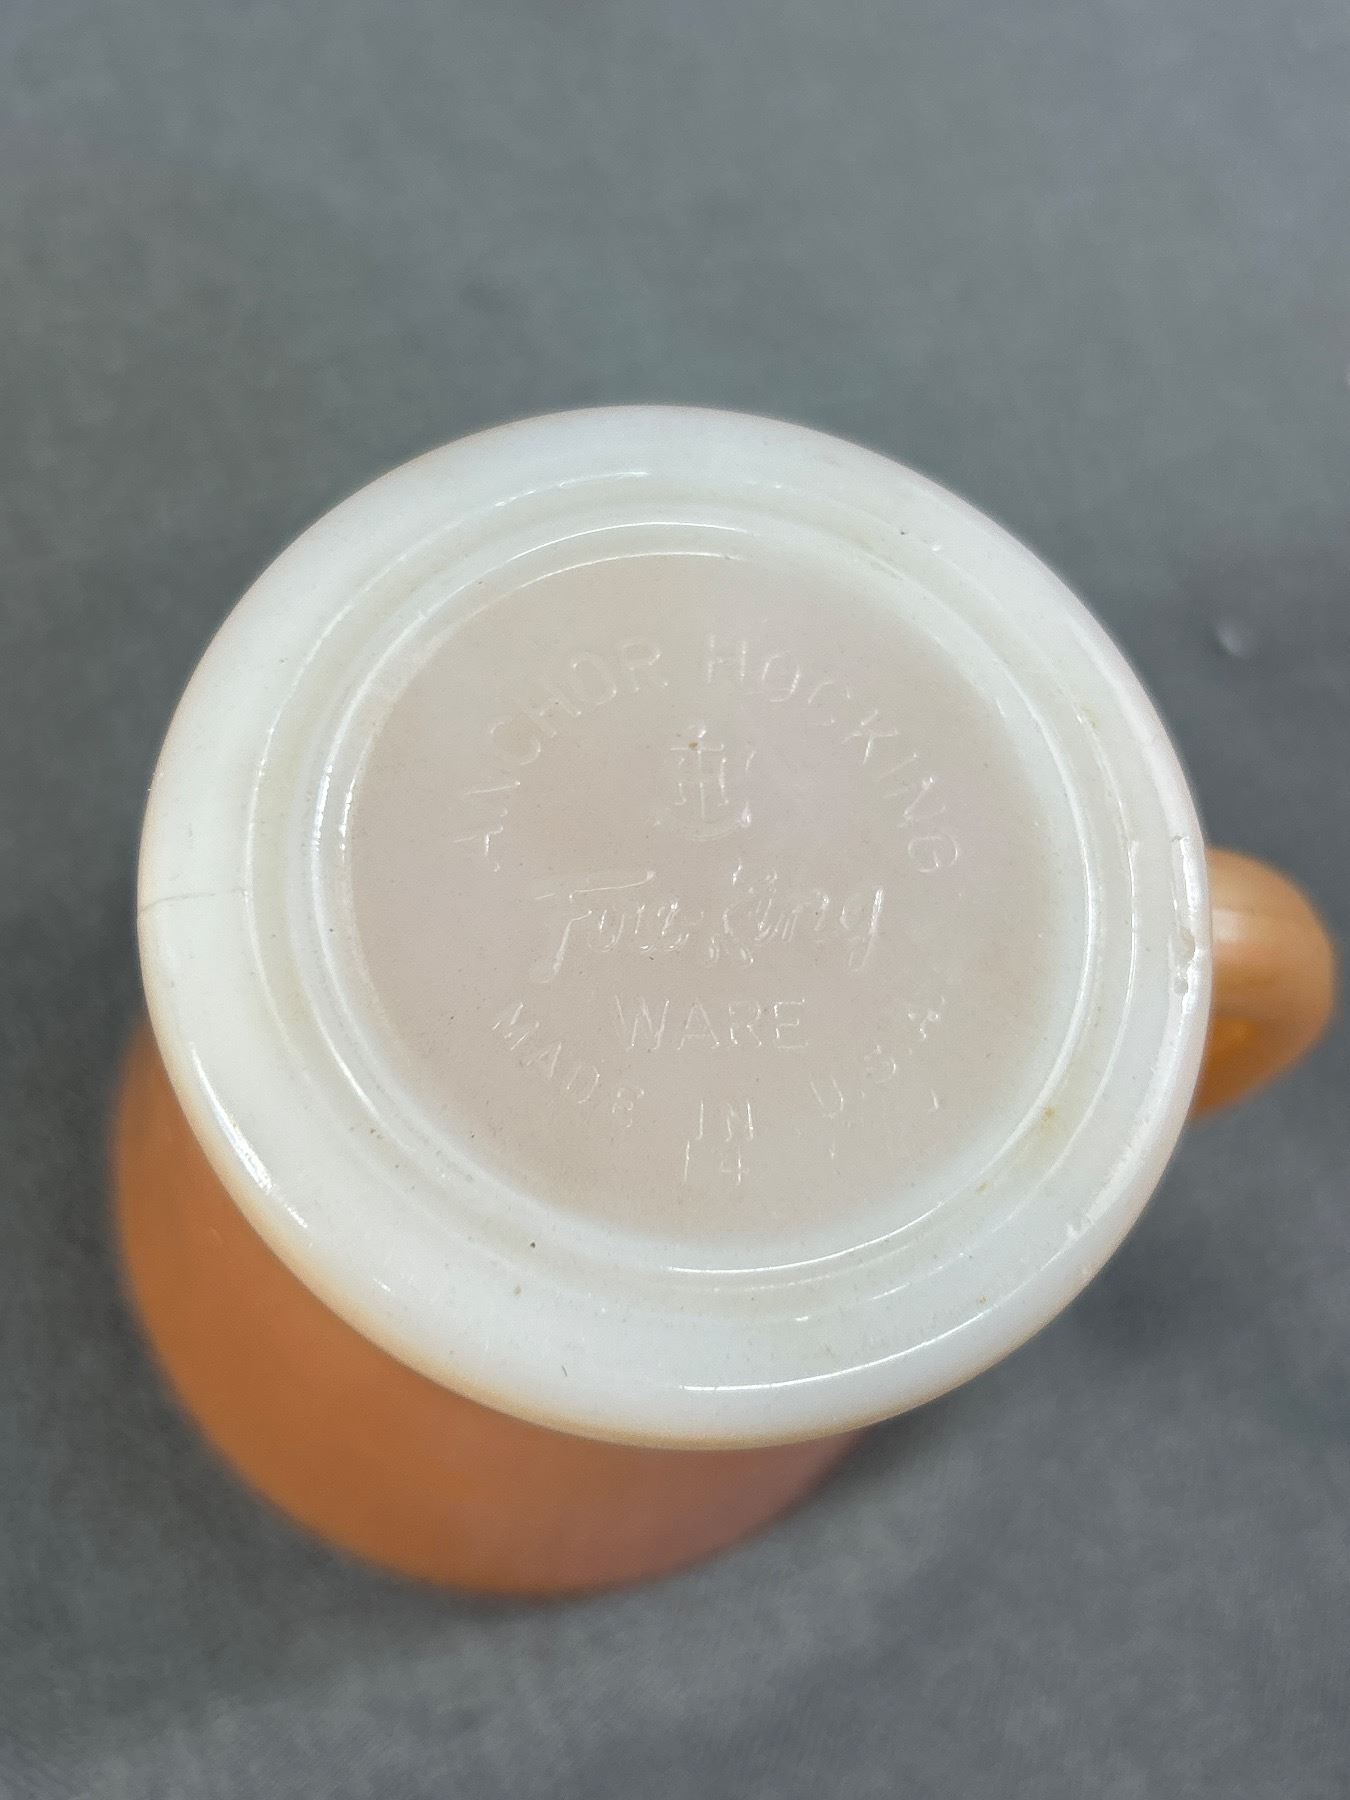 ANCHOR HOCKING
Fire-King
WARE
MADE IN U.S.A.
14